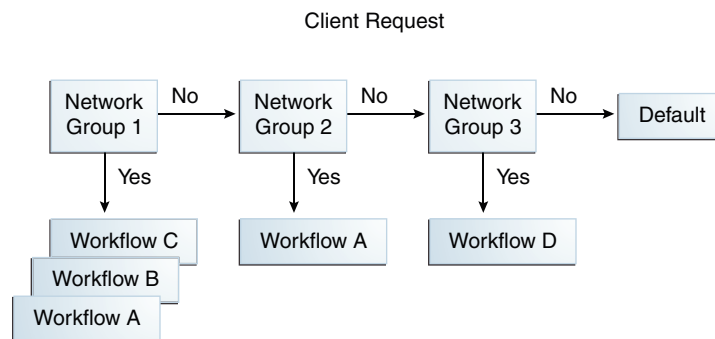 Client Request
Network
Group 1
No
Network
Group 2
No
Network
Group 3
No
Default
Yes
Yes
Yes
Workflow C
Workflow B
Workflow A
Workflow A
Workflow D